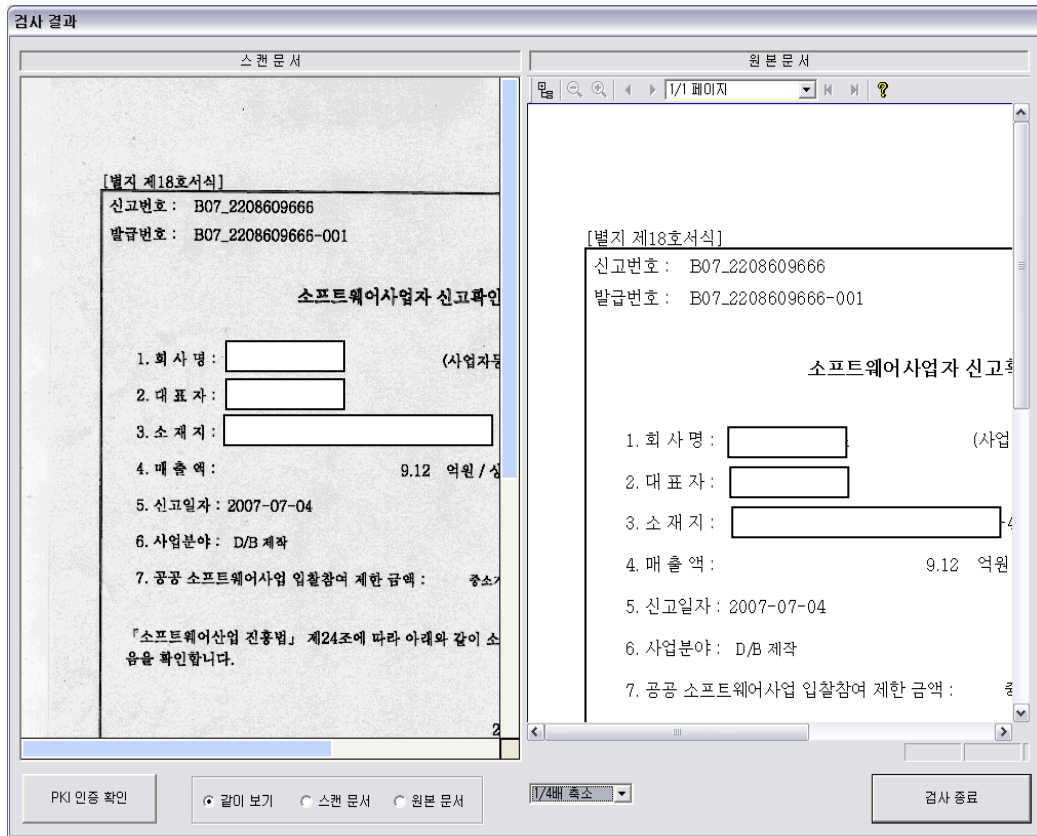 검사 결과
스캔문서
[별지 제18호서식]
신고번호 : B07_2208609666
발급번호 : B07_2208609666-001
소프트웨어사업자 신고확인
1. 회 사 명 :
(사업자등
2. 대 표 자 :
3. 소 재 지 :
4. 매 출 액 : 9.12 억원 / 상
5. 신고일자 : 2007-07-04
6. 사업분야 : D/B 제작
7. 공공 소프트웨어사업 입찰참여 제한 금액 : 중소기
「소프트웨어산업 진흥법」 제24조에 따라 아래와 같이 소
음을 확인합니다.
2
원본문서
1/1 페이지
[별지 제18호서식]
신고번호 : B07_2208609666
발급번호 : B07_2208609666-001
소프트웨어사업자 신고확
1. 회 사 명 :
(사업
2. 대 표 자 :
3. 소 재 지 :
4. 매 출 액 : 9.12 억원
5. 신고일자 : 2007-07-04
6. 사업분야 : D/B 제작
7. 공공 소프트웨어사업 입찰참여 제한 금액 :
PKI 인증 확인
같이 보기
스캔 문서
원본 문서
1/4배 축소
검사 종료